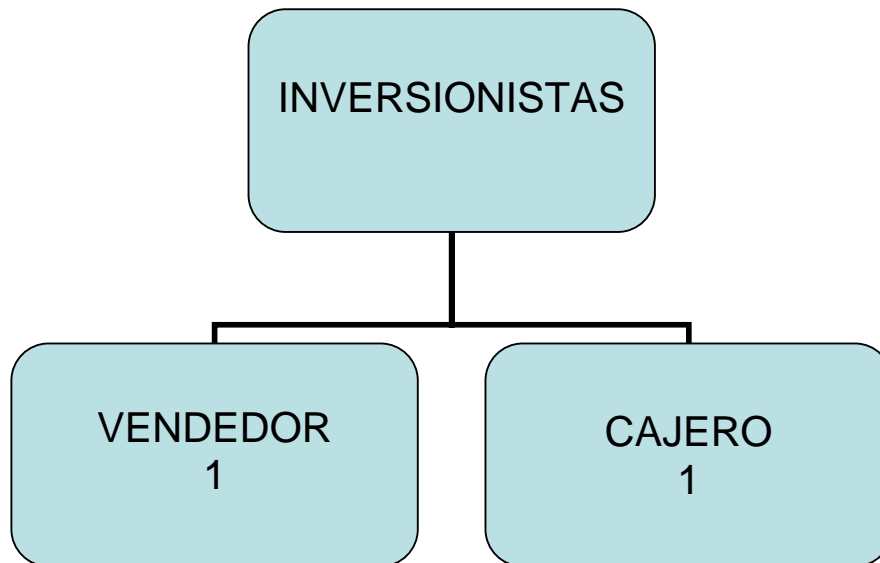 INVERSIONISTAS
VENDEDOR
1
CAJERO
1